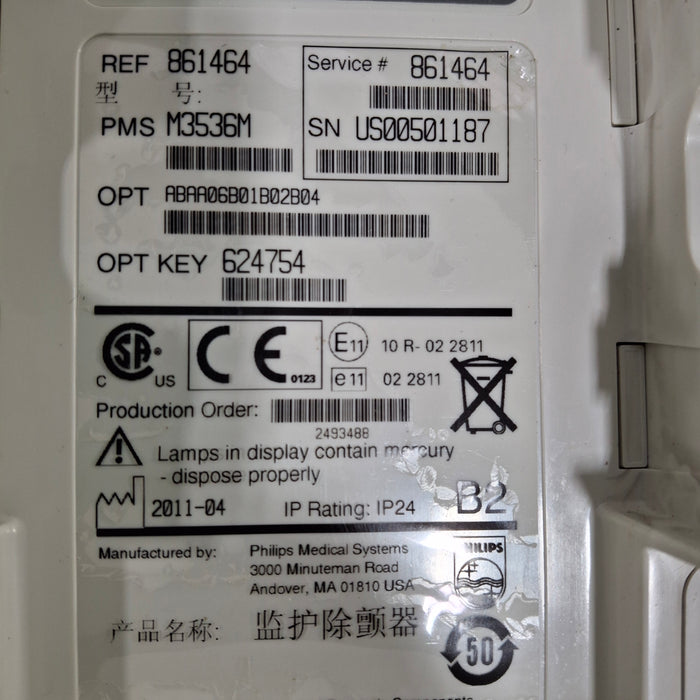 REF 861464
型 号:
PMS M3536M
Service # 861464
SN US00501187
OPT ABAA06B01B02B04
OPT KEY 624754
C SA US
CE 0123
E11 10 R- 02 2811
e11 02 2811
Production Order:
2493488
Lamps in display contain mercury
- dispose properly
2011-04 IP Rating: IP24 B2
Manufactured by: Philips Medical Systems
3000 Minuteman Road
Andover, MA 01810 USA
PHILIPS
产品名称: 监护除颤器
50